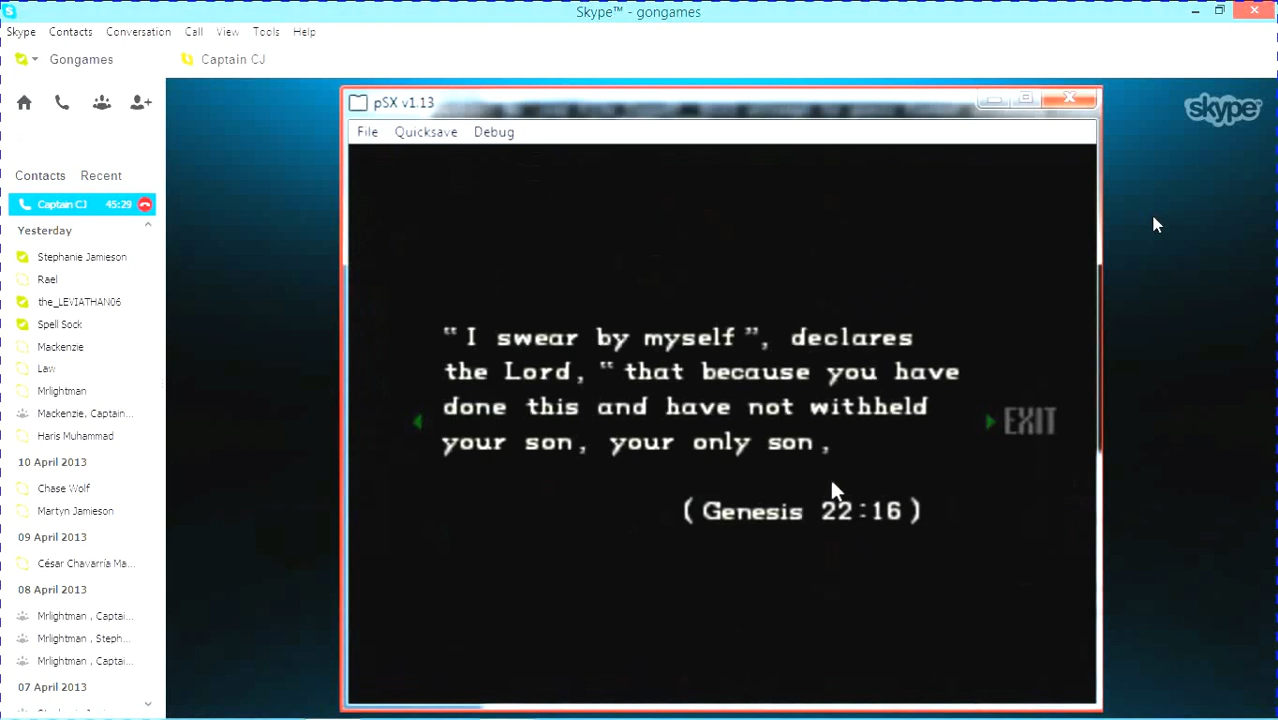 Skype™ - gongames
Skype Contacts Conversation Call View Tools Help
Gongames
Captain CJ
Contacts Recent
Captain CJ 45:29
Yesterday
Stephanie Jamieson
Rael
the_LEVIATHAN06
Spell Sock
Mackenzie
Law
Mrlightman
Mackenzie, Captain...
Haris Muhammad
10 April 2013
Chase Wolf
Martyn Jamieson
09 April 2013
César Chavarría Ma...
08 April 2013
Mrlightman , Captai...
Mrlightman , Steph...
Mrlightman , Captai...
07 April 2013
pSX v1.13
File Quicksave Debug
"I swear by myself", declares
the Lord, "that because you have
done this and have not withheld
your son, your only son,
(Genesis 22:16)
EXIT
skype